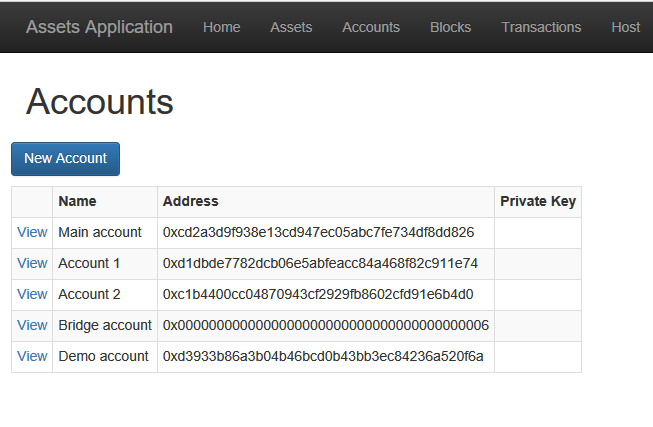 Assets Application Home Assets Accounts Blocks Transactions Host
Accounts
New Account
Name Address Private Key
View Main account 0xcd2a3d9f938e13cd947ec05abc7fe734df8dd826
View Account 1 0xd1dbde7782dcb06e5abfeacc84a468f82c911e74
View Account 2 0xc1b4400cc04870943cf2929fb8602cfd91e6b4d0
View Bridge account 0x0000000000000000000000000000000000000006
View Demo account 0xd3933b86a3b04b46bcd0b43bb3ec84236a520f6a